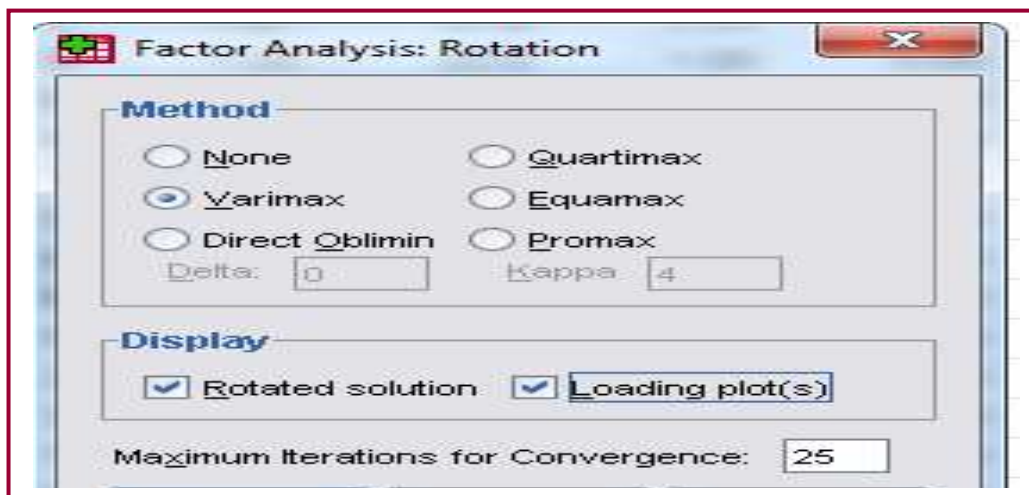 Factor Analysis: Rotation
Method
None Quartimax
Varimax Equamax
Direct Oblimin Promax
Delta: 0 Kappa 4
Display
Rotated solution Loading plot(s)
Maximum Iterations for Convergence: 25